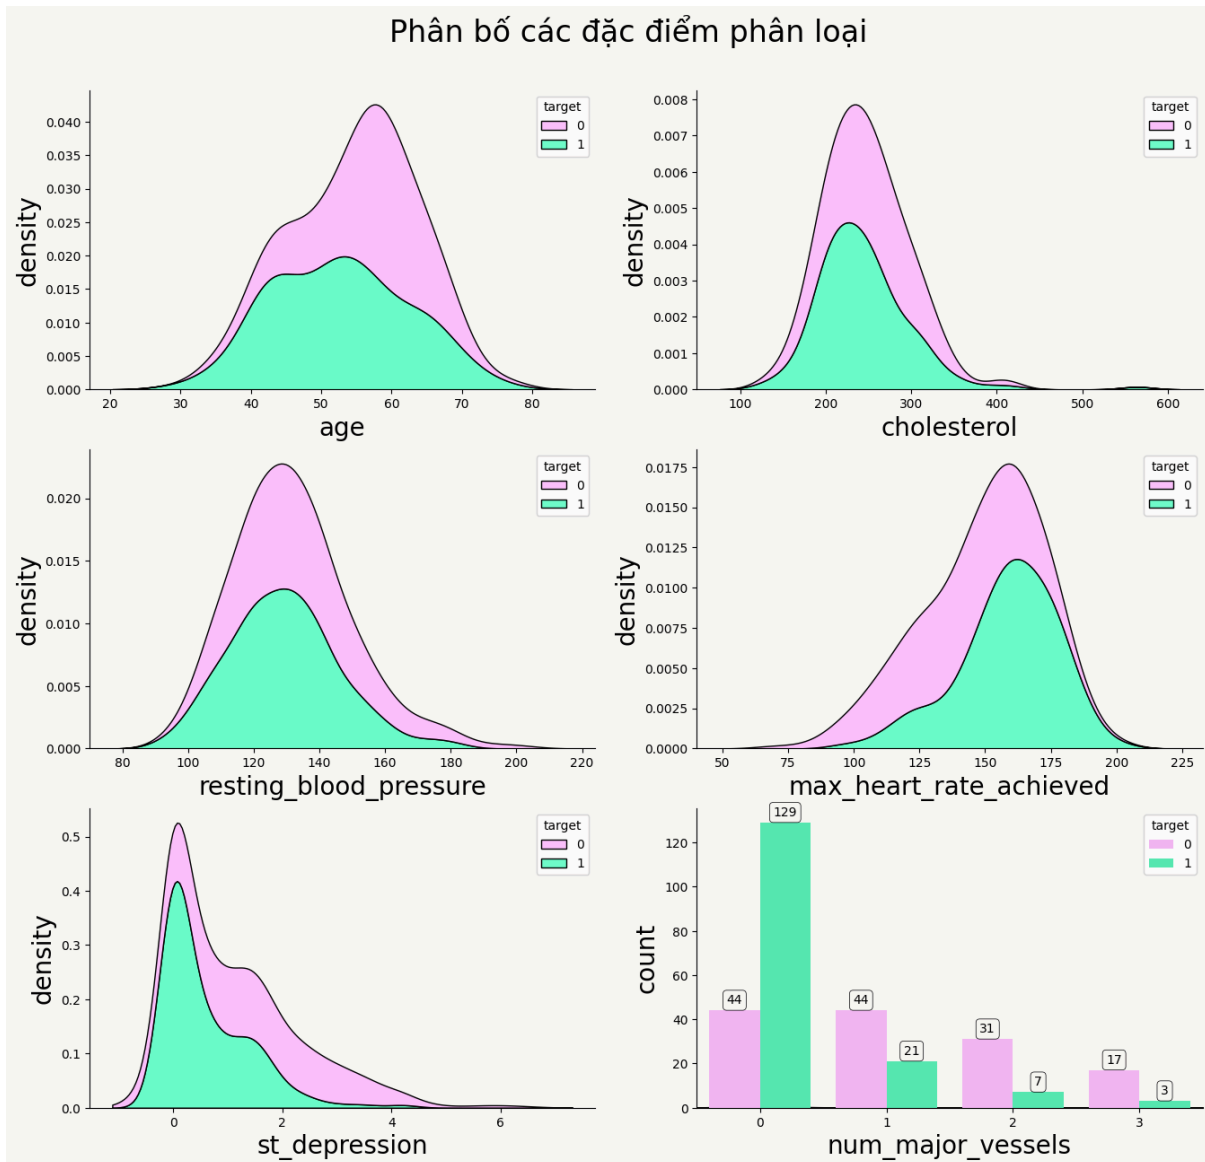 Phân bố các đặc điểm phân loại
density
0.040
0.035
0.030
0.025
0.020
0.015
0.010
0.005
0.000
20 30 40 50 60 70 80
age
target
0
1
density
0.008
0.007
0.006
0.005
0.004
0.003
0.002
0.001
0.000
100 200 300 400 500 600
cholesterol
target
0
1
density
0.020
0.015
0.010
0.005
0.000
80 100 120 140 160 180 200 220
resting_blood_pressure
target
0
1
density
0.0175
0.0150
0.0125
0.0100
0.0075
0.0050
0.0025
0.0000
50 75 100 125 150 175 200 225
max_heart_rate_achieved
target
0
1
density
0.5
0.4
0.3
0.2
0.1
0.0
0 2 4 6
st_depression
target
0
1
count
120
100
80
60
40
20
0
44 129 44 21 31 7 17 3
0 1 2 3
num_major_vessels
target
0
1